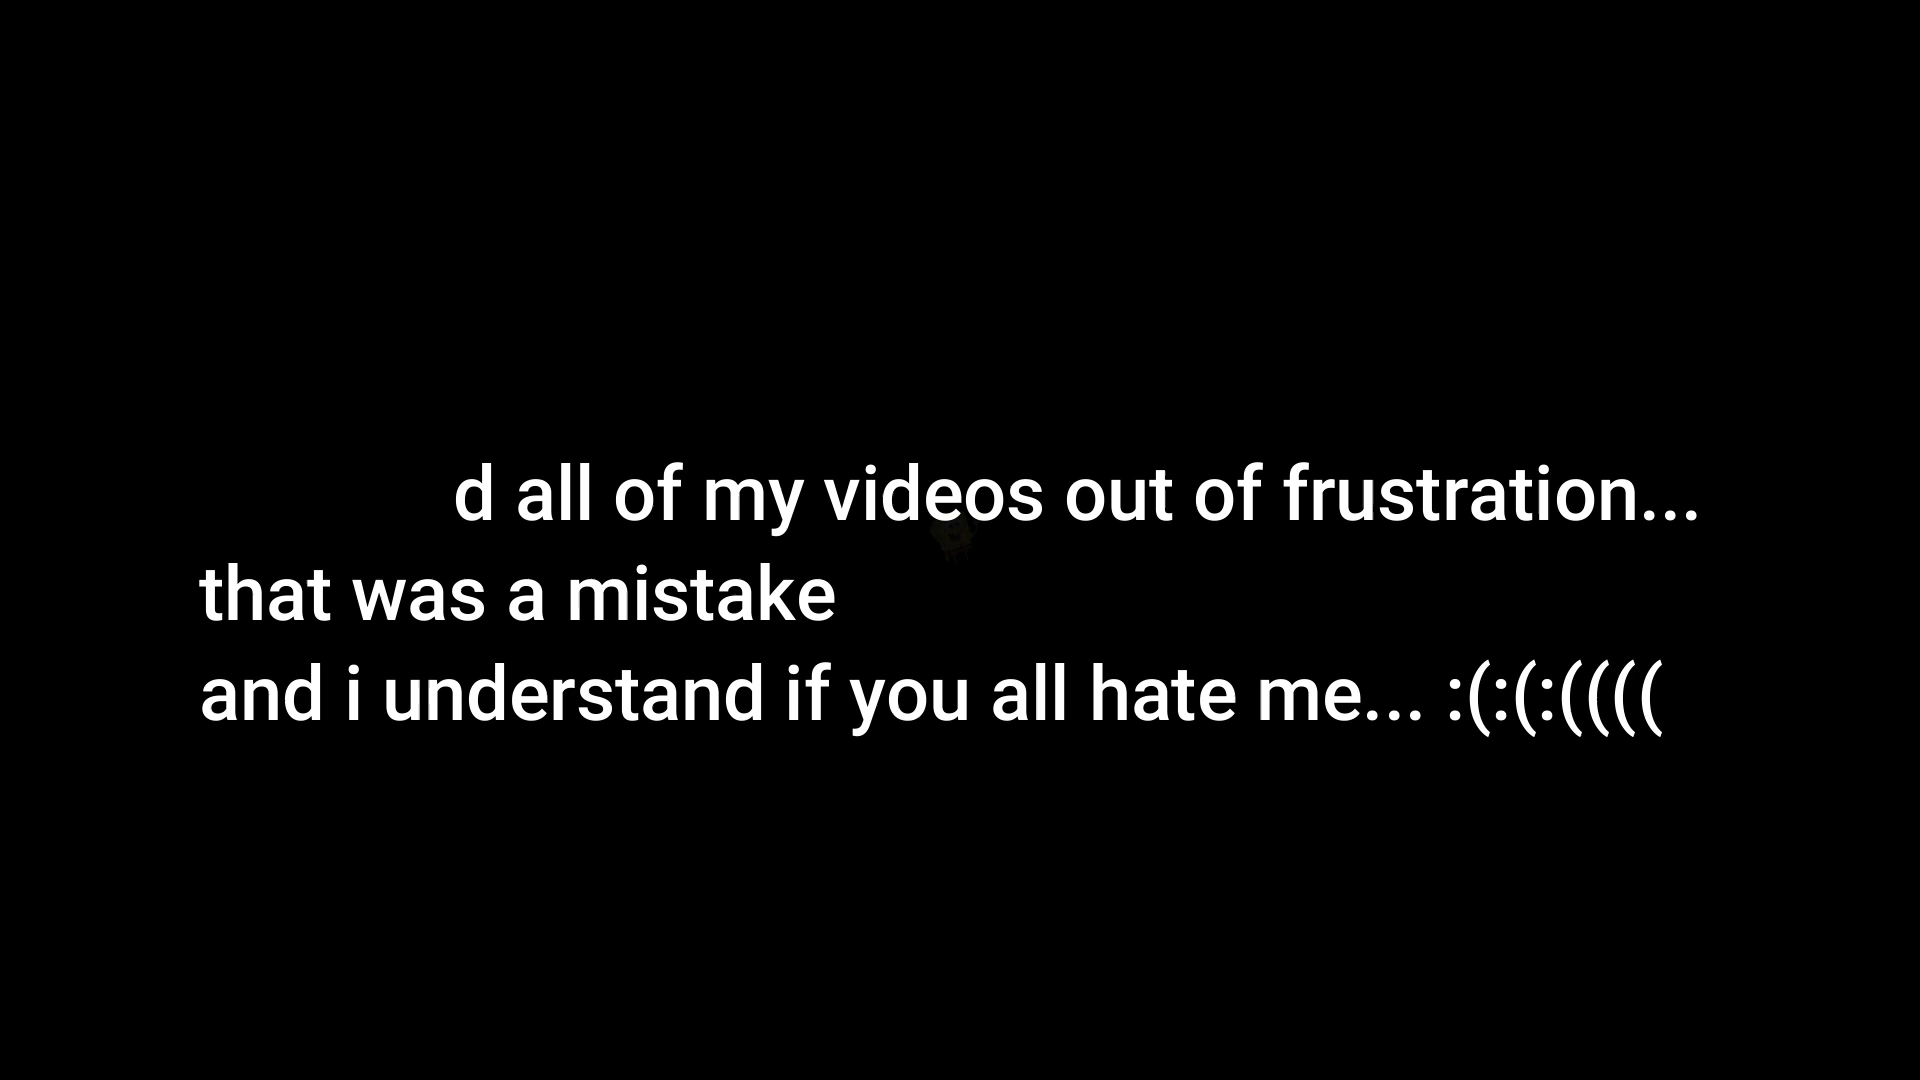 d all of my videos out of frustration...
that was a mistake
and i understand if you all hate me... :(:(:((((